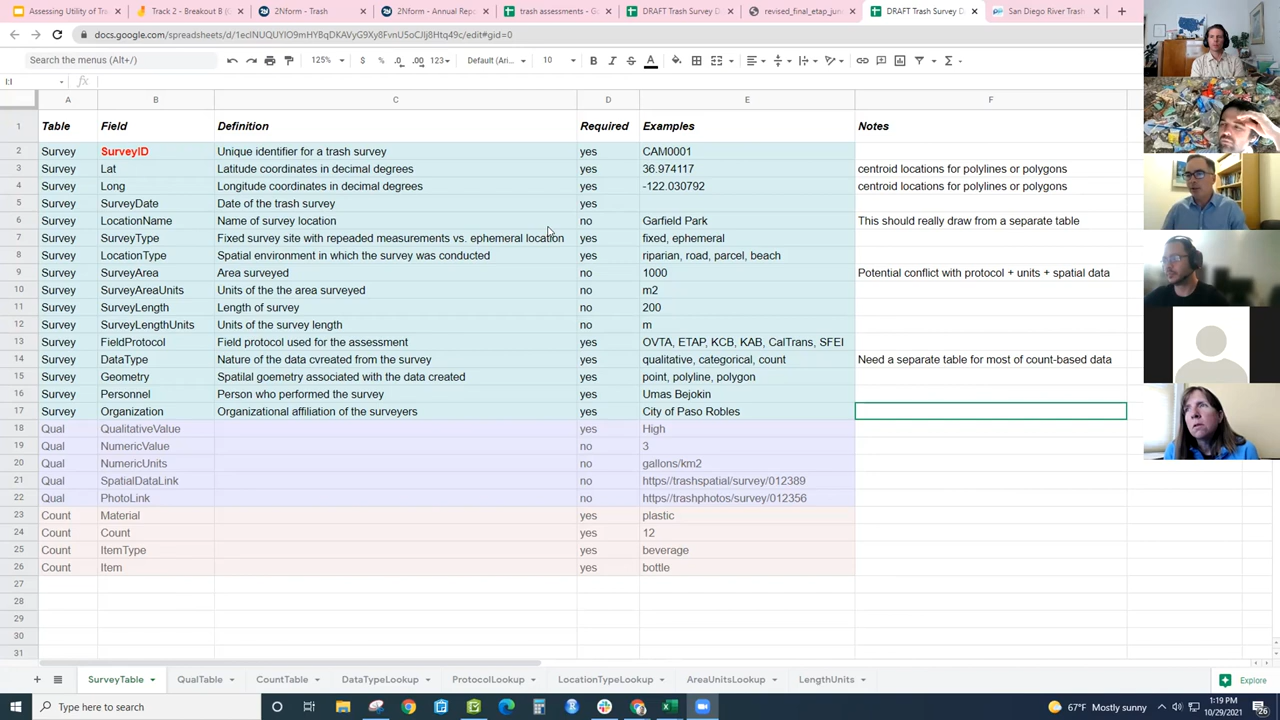 Assessing Utility of Tra
Track 2 - Breakout B (C
2Nform - Trash
2Nform - Annual Repo
trash assessments - Go
DRAFT Trash Survey D
revised_final_etap_jun
DRAFT Trash Survey Da
San Diego River Trash
docs.google.com/spreadsheets/d/
/edit#gid=0
Search the menus (Alt+/)
125%
$ % .0 .00 123
Default (Ari...
10
B I S A
I:I
fx
A B C D E F
1 Table Field Definition Required Examples Notes
2 Survey SurveyID Unique identifier for a trash survey yes CAM0001
3 Survey Lat Latitude coordinates in decimal degrees yes 36.974117 centroid locations for polylines or polygons
4 Survey Long Longitude coordinates in decimal degrees yes -122.030792 centroid locations for polylines or polygons
5 Survey SurveyDate Date of the trash survey yes
6 Survey LocationName Name of survey location no Garfield Park This should really draw from a separate table
7 Survey SurveyType Fixed survey site with repeaded measurements vs. ephemeral location yes fixed, ephemeral
8 Survey LocationType Spatial environment in which the survey was conducted yes riparian, road, parcel, beach
9 Survey SurveyArea Area surveyed no 1000 Potential conflict with protocol + units + spatial data
10 Survey SurveyAreaUnits Units of the the area surveyed no m2
11 Survey SurveyLength Length of survey no 200
12 Survey SurveyLengthUnits Units of the survey length no m
13 Survey FieldProtocol Field protocol used for the assessment yes OVTA, ETAP, KCB, KAB, CalTrans, SFEI
14 Survey DataType Nature of the data cvreated from the survey yes qualitative, categorical, count Need a separate table for most of count-based data
15 Survey Geometry Spatilal goemetry associated with the data created yes point, polyline, polygon
16 Survey Personnel Person who performed the survey yes Umas Bejokin
17 Survey Organization Organizational affiliation of the surveyers yes City of Paso Robles
18 Qual QualitativeValue yes High
19 Qual NumericValue no 3
20 Qual NumericUnits no gallons/km2
21 Qual SpatialDataLink no https//trashspatial/survey/012389
22 Qual PhotoLink no https//trashphotos/survey/012356
23 Count Material yes plastic
24 Count Count yes 12
25 Count ItemType yes beverage
26 Count Item yes bottle
27
28
29
30
31
SurveyTable QualTable CountTable DataTypeLookup ProtocolLookup LocationTypeLookup AreaUnitsLookup LengthUnits Explore
Type here to search
67°F Mostly sunny
1:19 PM
10/29/2021
26